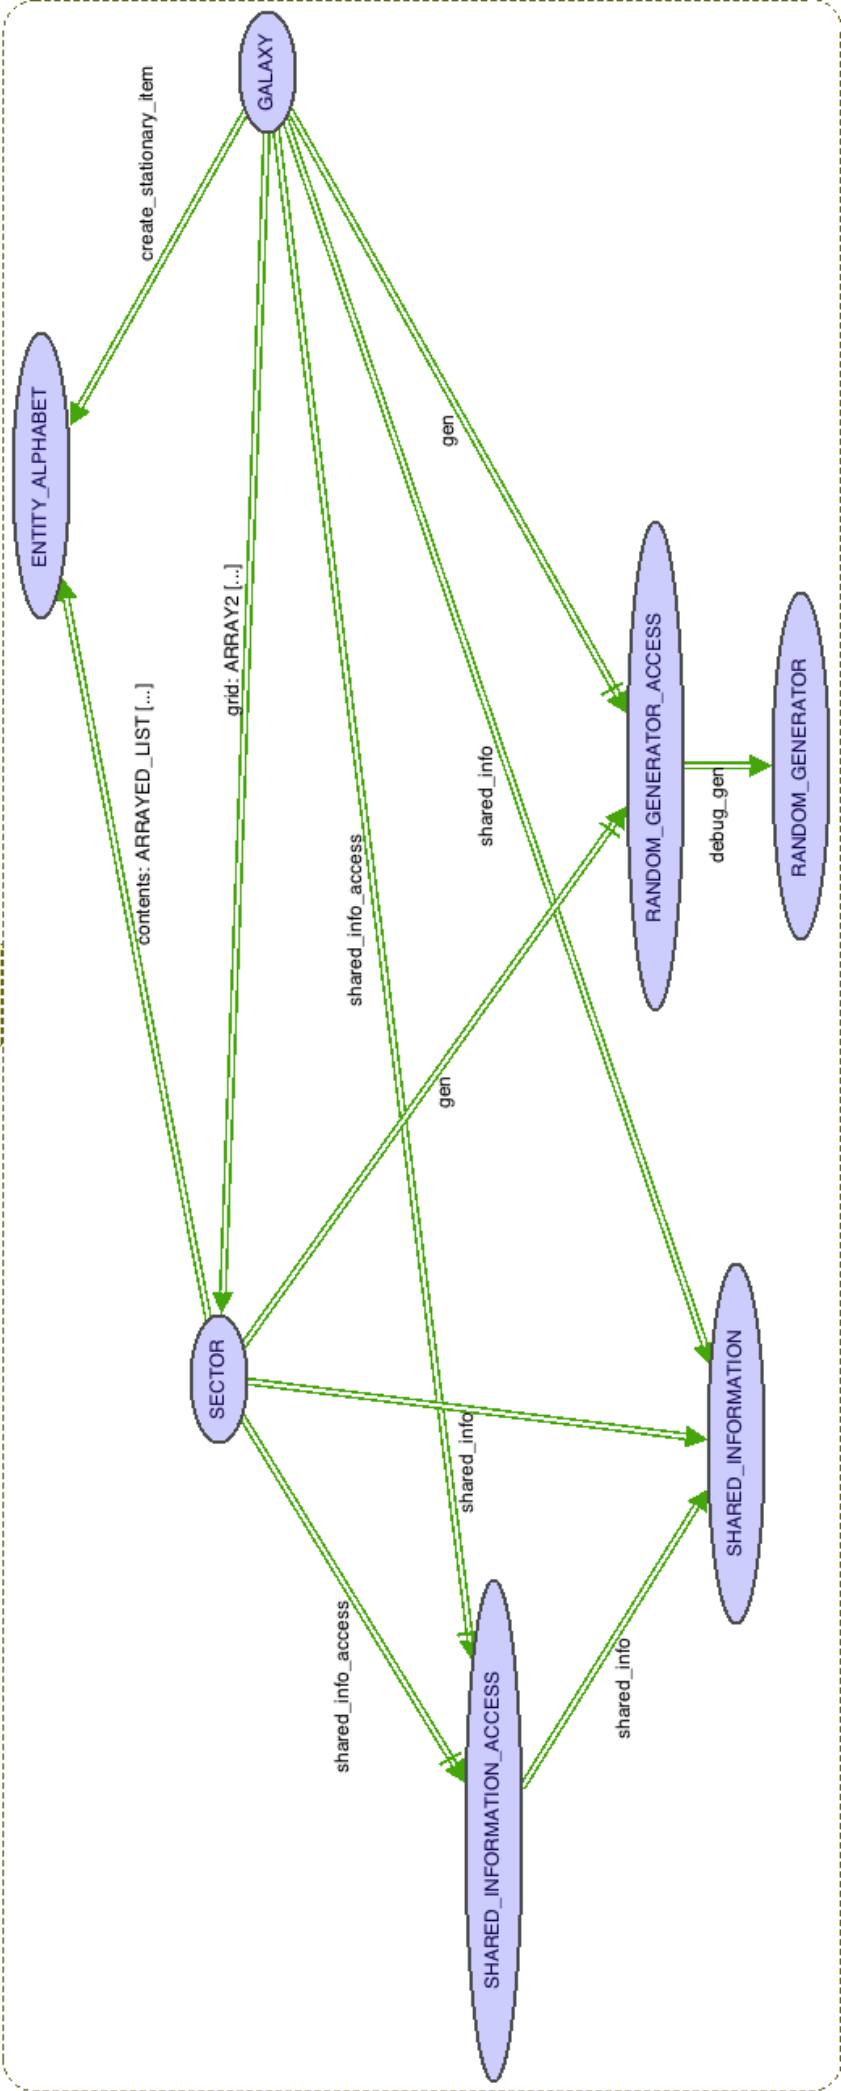 GALAXY
create_stationary_item
ENTITY_ALPHABET
gen
grid: ARRAY2 [...]
contents: ARRAYED_LIST [...]
shared_info
shared_info_access
RANDOM_GENERATOR_ACCESS
debug_gen
RANDOM_GENERATOR
gen
SECTOR
shared_info
SHARED_INFORMATION
shared_info_access
shared_info
SHARED_INFORMATION_ACCESS